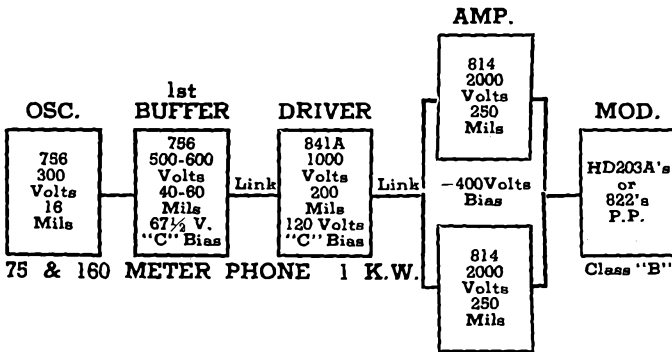 AMP.
814
2000
Volts
250
Mils
OSC.
756
300
Volts
16
Mils
1st
BUFFER
756
500-600
Volts
40-60
Mils
67½ V.
"C" Bias
Link
DRIVER
841A
1000
Volts
200
Mils
120 Volts
"C" Bias
Link
-400Volts
Bias
MOD.
HD203A's
or
822's
P.P.
Class "B"
814
2000
Volts
250
Mils
75 & 160 METER PHONE 1 K.W.